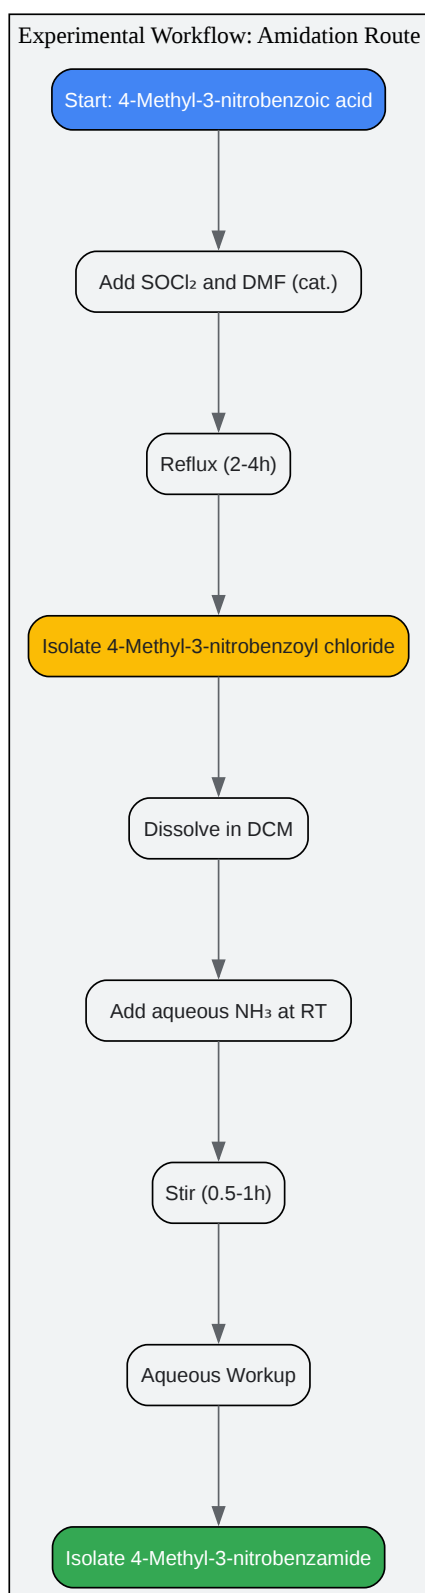 Experimental Workflow: Amidation Route
Start: 4-Methyl-3-nitrobenzoic acid
Add SOCl₂ and DMF (cat.)
Reflux (2-4h)
Isolate 4-Methyl-3-nitrobenzoyl chloride
Dissolve in DCM
Add aqueous NH₃ at RT
Stir (0.5-1h)
Aqueous Workup
Isolate 4-Methyl-3-nitrobenzamide